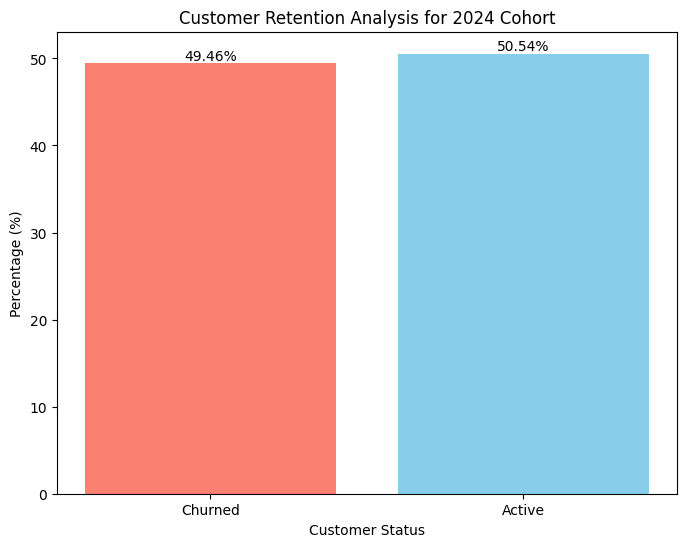 Customer Retention Analysis for 2024 Cohort
50.54%
49.46%
50
40
30
20
10
0
Percentage (%)
Churned
Active
Customer Status